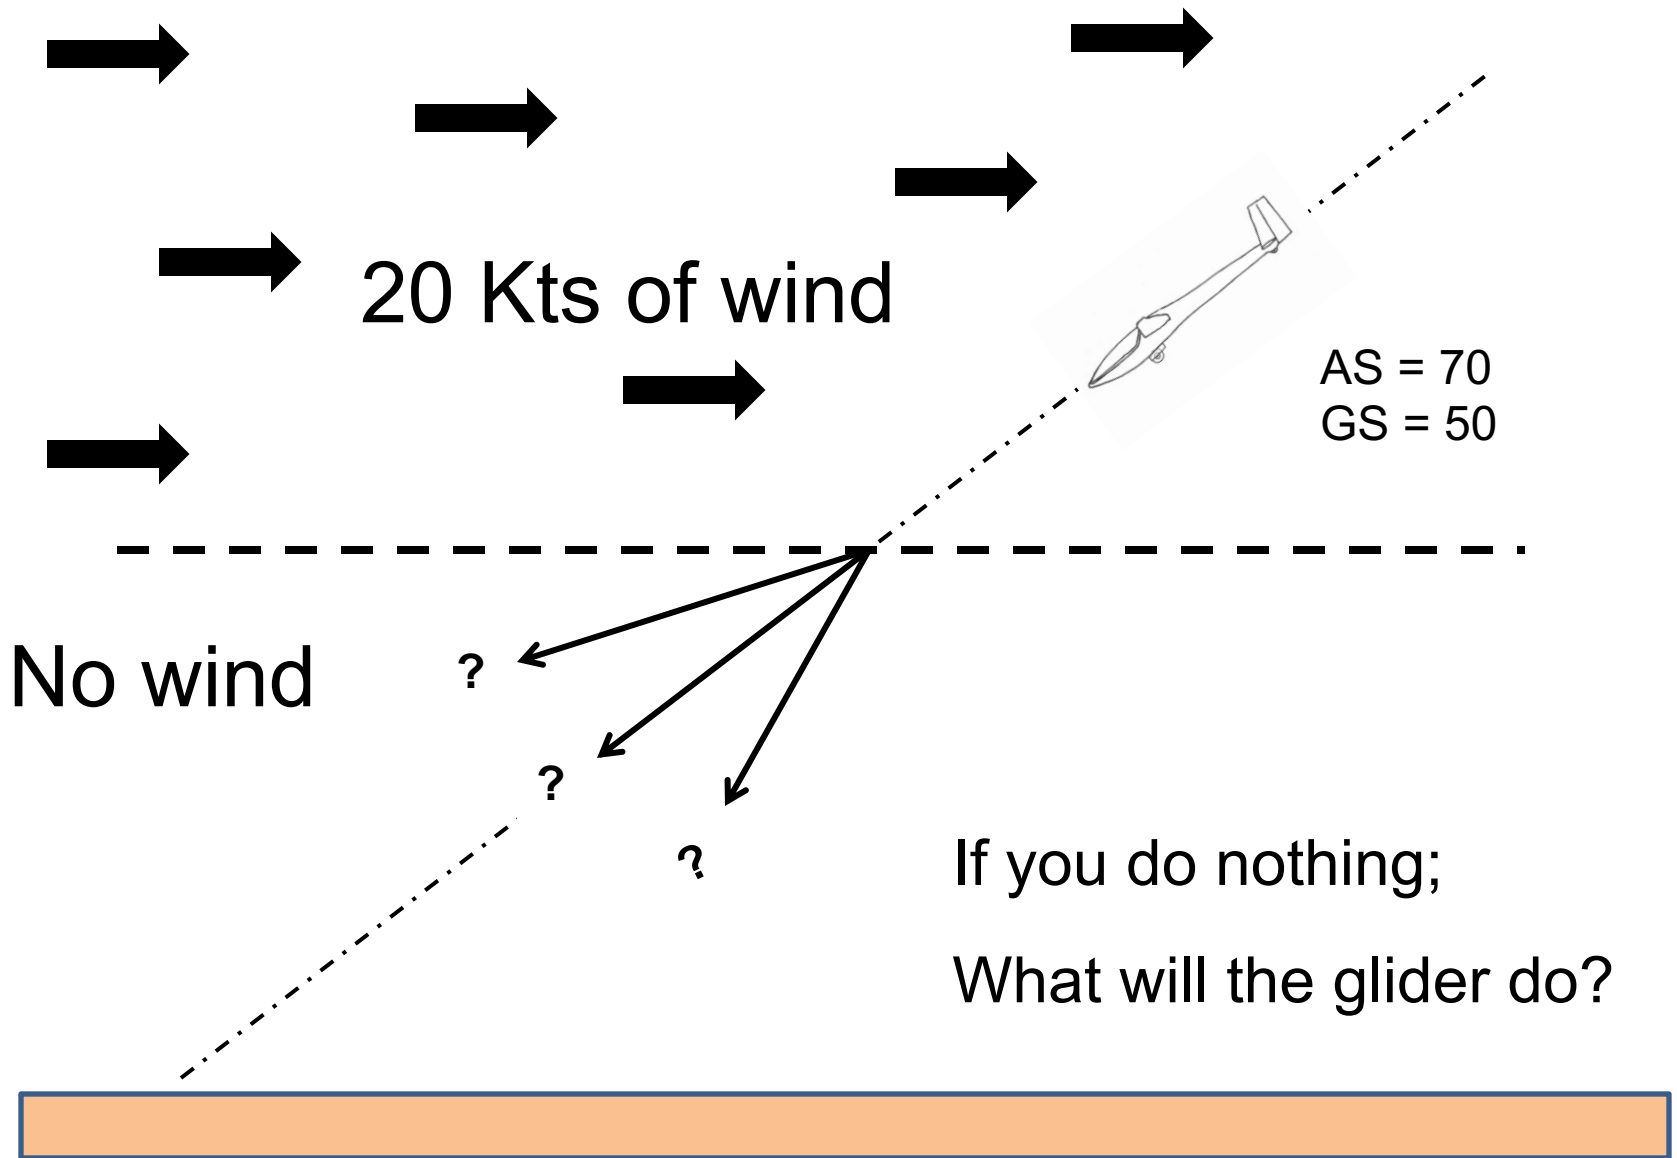 20 Kts of wind
AS = 70
GS = 50
No wind
?
?
?
If you do nothing;
What will the glider do?